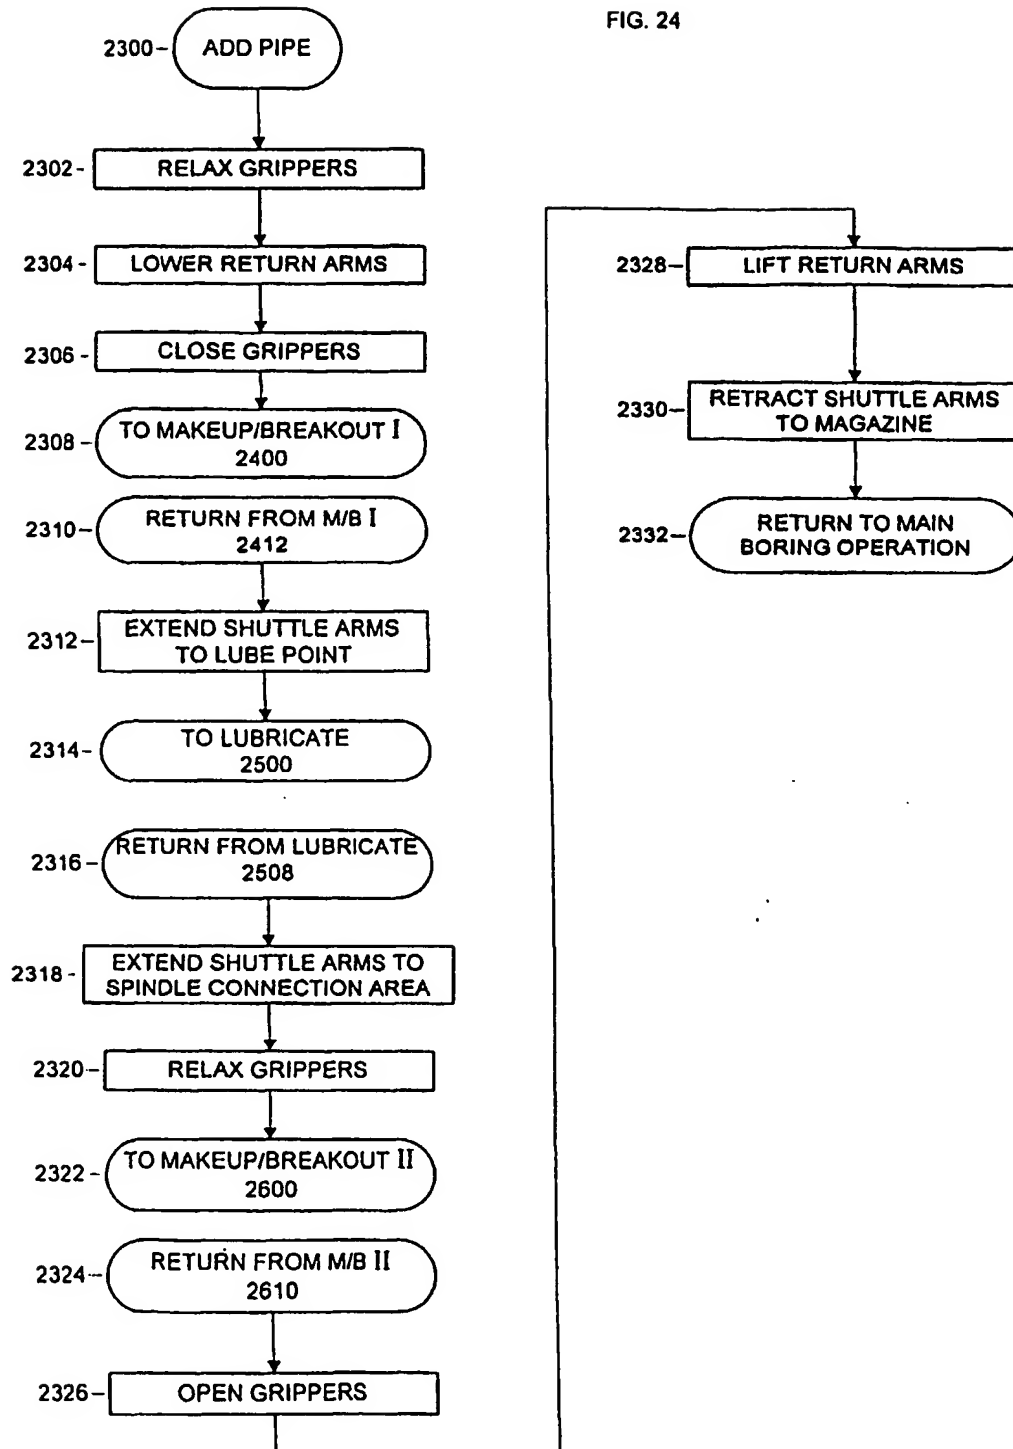 FIG. 24
2300
ADD PIPE
2302
RELAX GRIPPERS
2304
LOWER RETURN ARMS
2306
CLOSE GRIPPERS
2308
TO MAKEUP/BREAKOUT I
2400
2310
RETURN FROM M/B I
2412
2312
EXTEND SHUTTLE ARMS
TO LUBE POINT
2314
TO LUBRICATE
2500
2316
RETURN FROM LUBRICATE
2508
2318
EXTEND SHUTTLE ARMS TO
SPINDLE CONNECTION AREA
2320
RELAX GRIPPERS
2322
TO MAKEUP/BREAKOUT II
2600
2324
RETURN FROM M/B II
2610
2326
OPEN GRIPPERS
2328
LIFT RETURN ARMS
2330
RETRACT SHUTTLE ARMS
TO MAGAZINE
2332
RETURN TO MAIN
BORING OPERATION